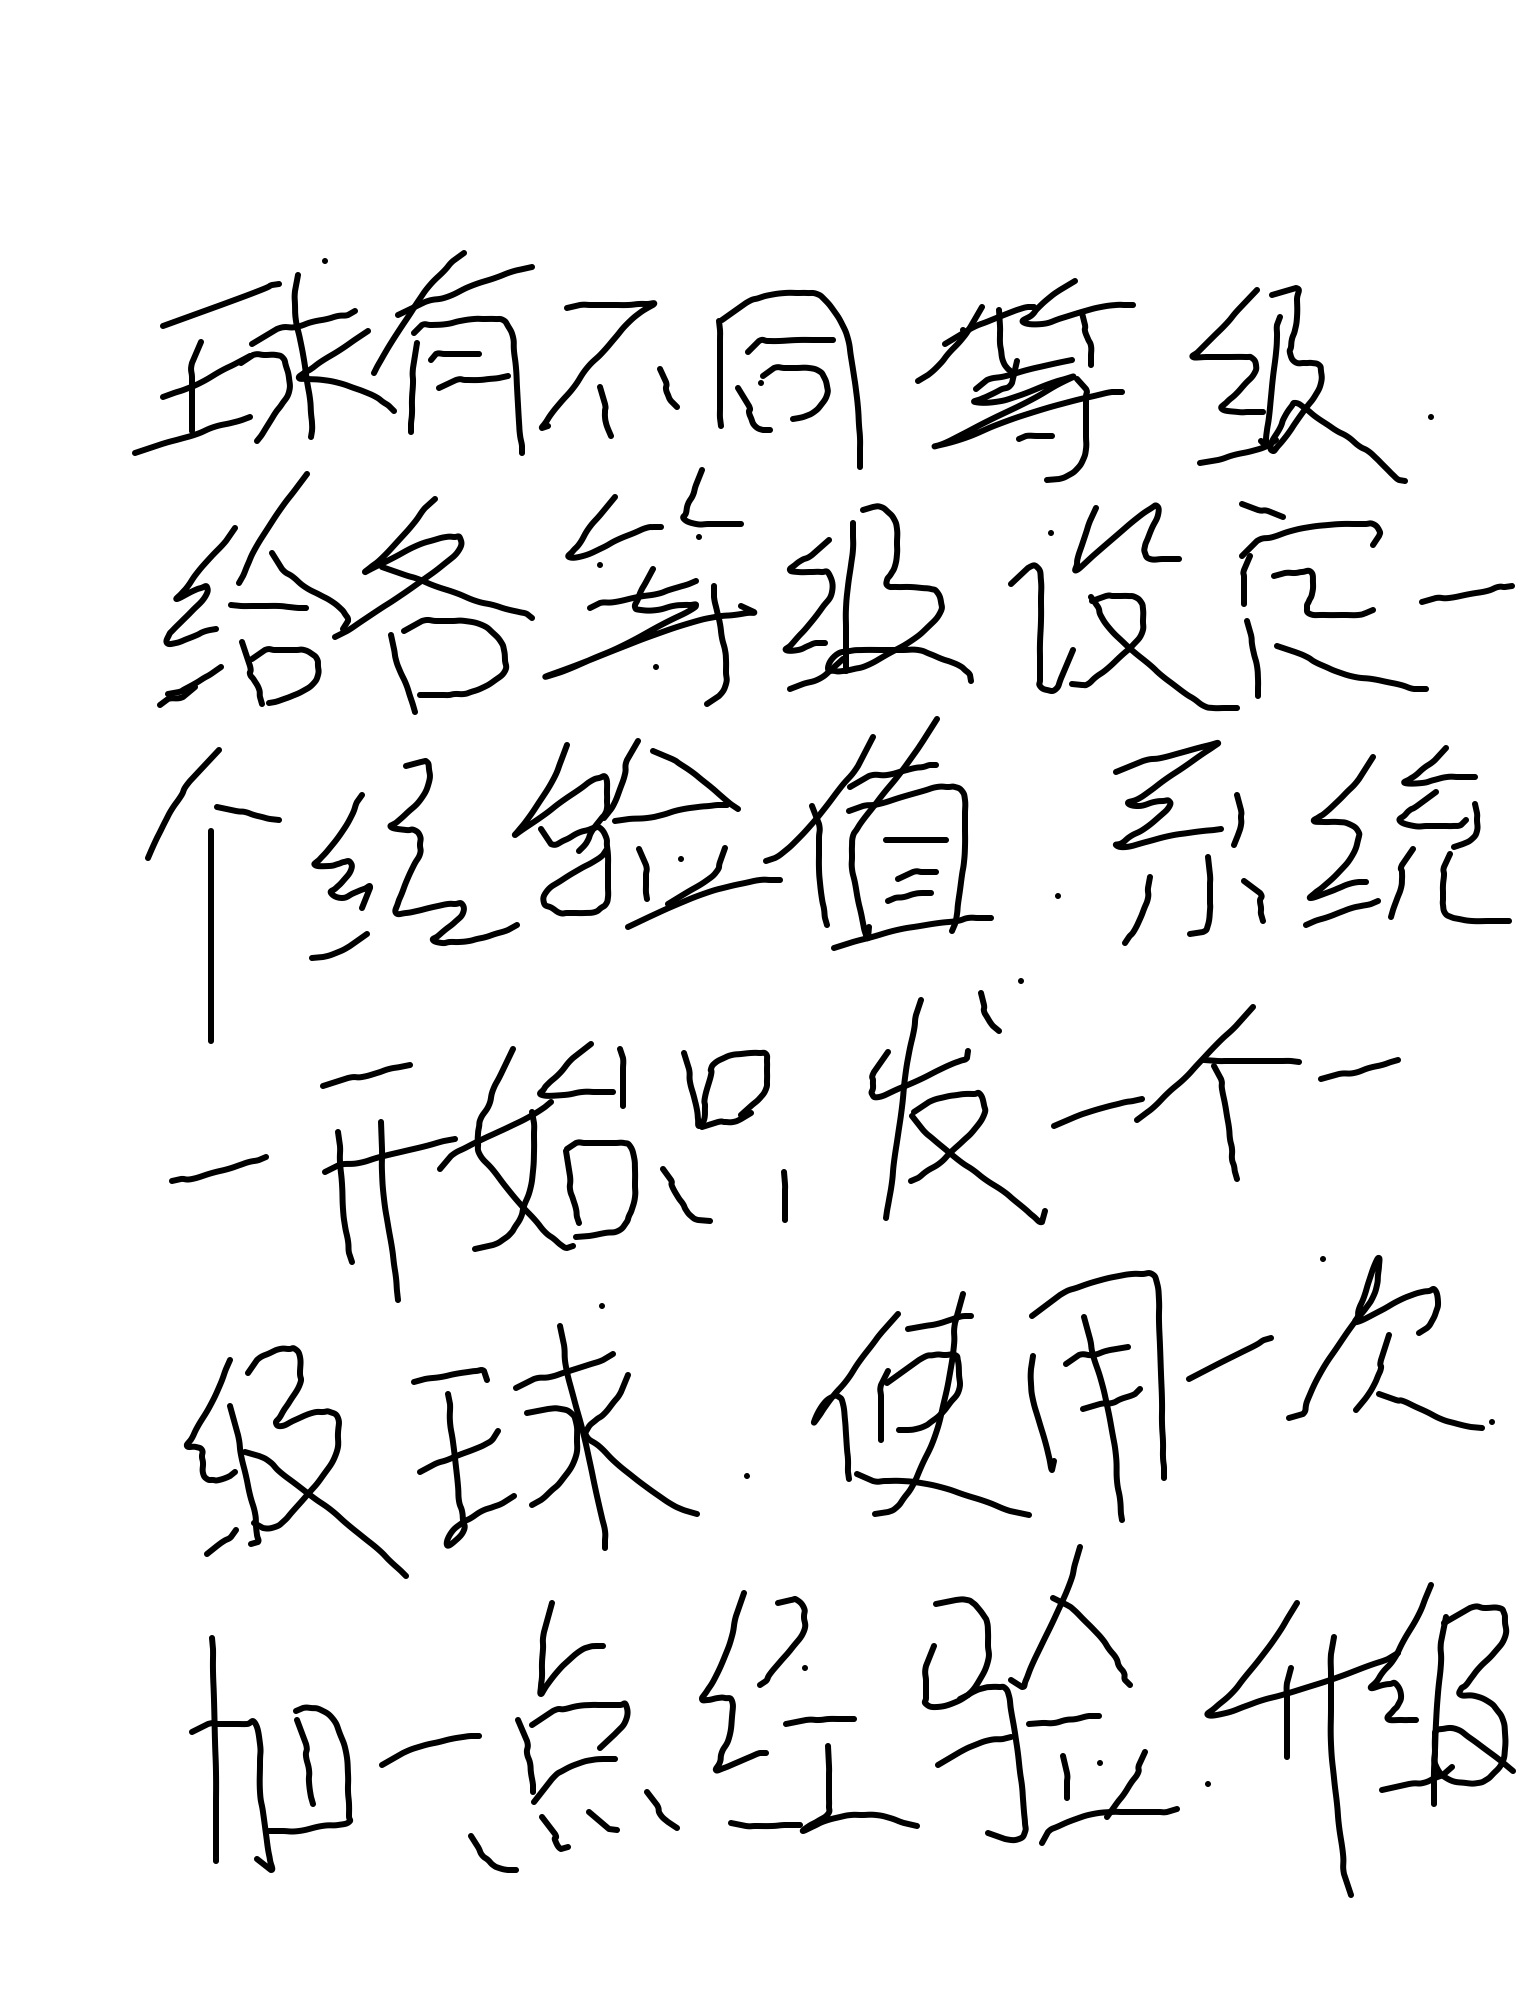 球有不同等级
给各等级设定一
个经验值 系统
一开始只发一个一
级球 使用一次
加一点经验 升级